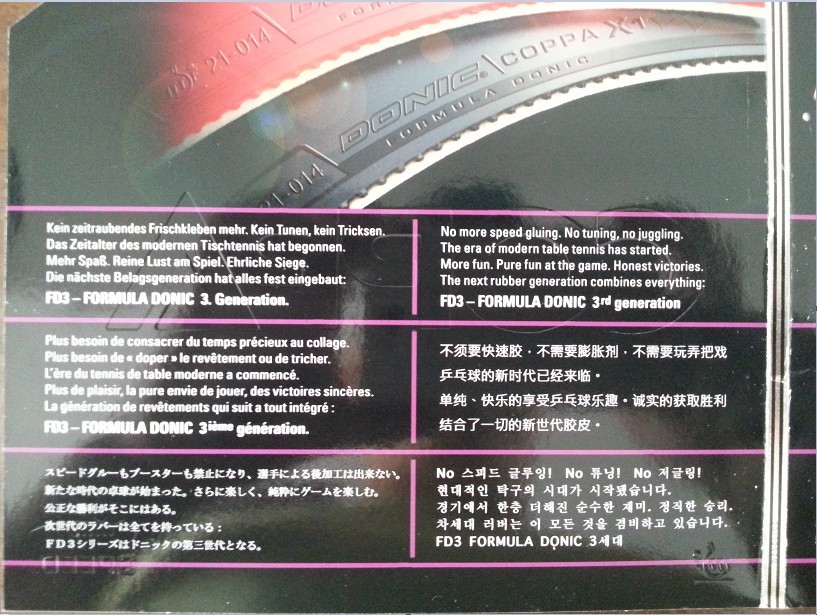 21-014
DONIC
COPPA X1
FORMULA DONIC
21-014
Kein zeitraubendes Frischkleben mehr. Kein Tunen, kein Tricksen.
Das Zeitalter des modernen Tischtennis hat begonnen.
Mehr Spaß. Reine Lust am Spiel. Ehrliche Siege.
Die nächste Belagsgeneration hat alles fest eingebaut:
FD3 – FORMULA DONIC 3. Generation.
No more speed gluing. No tuning, no juggling.
The era of modern table tennis has started.
More fun. Pure fun at the game. Honest victories.
The next rubber generation combines everything:
FD3 – FORMULA DONIC 3rd generation
Plus besoin de consacrer du temps précieux au collage.
Plus besoin de « doper » le revêtement ou de tricher.
L'ère du tennis de table moderne a commencé.
Plus de plaisir, la pure envie de jouer, des victoires sincères.
La génération de revêtements qui suit a tout intégré :
FD3 – FORMULA DONIC 3ième génération.
不须要快速胶·不需要膨胀剂·不需要玩弄把戏
乒乓球的新时代已经来临·
单纯、快乐的享受乒乓球乐趣·诚实的获取胜利
结合了一切的新世代胶皮·
スピードグルーもブースターも禁止になり、選手による後加工は出来ない。
新たな時代の卓球が始まった。さらに楽しく、純粋にゲームを楽しむ。
公正な勝利がそこにはある。
次世代のラバーは全てを持っている：
ＦＤ３シリーズはドニックの第三世代となる。
No 스피드 글루잉! No 튜닝! No 저글링!
현대적인 탁구의 시대가 시작됐습니다.
경기에서 한층 더해진 순수한 재미. 정직한 승리.
차세대 러버는 이 모든 것을 겸비하고 있습니다.
FD3 FORMULA DONIC 3세대